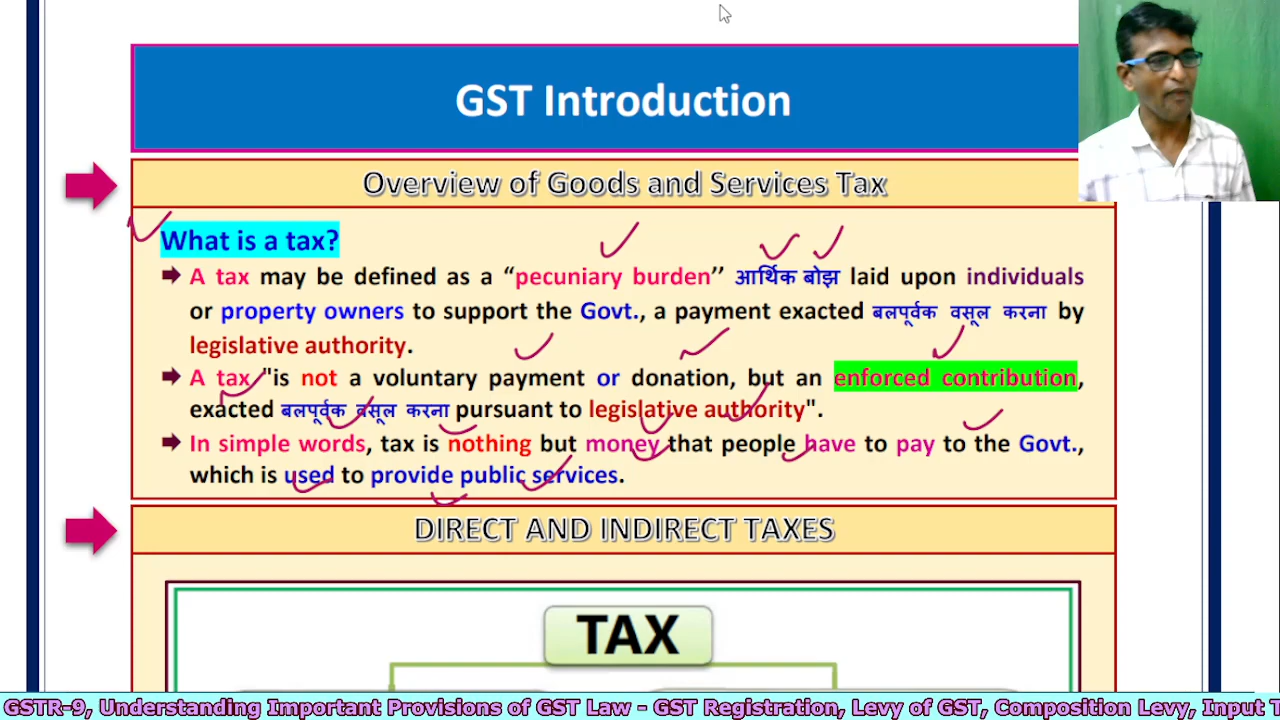 GST Introduction
Overview of Goods and Services Tax
What is a tax?
A tax may be defined as a “pecuniary burden’’ आर्थिक बोझ laid upon individuals
or property owners to support the Govt., a payment exacted बलपूर्वक वसूल करना by
legislative authority.
A tax "is not a voluntary payment or donation, but an enforced contribution,
exacted बलपूर्वक वसूल करना pursuant to legislative authority".
In simple words, tax is nothing but money that people have to pay to the Govt.,
which is used to provide public services.
DIRECT AND INDIRECT TAXES
TAX
GSTR-9, Understanding Important Provisions of GST Law - GST Registration, Levy of GST, Composition Levy, Input T